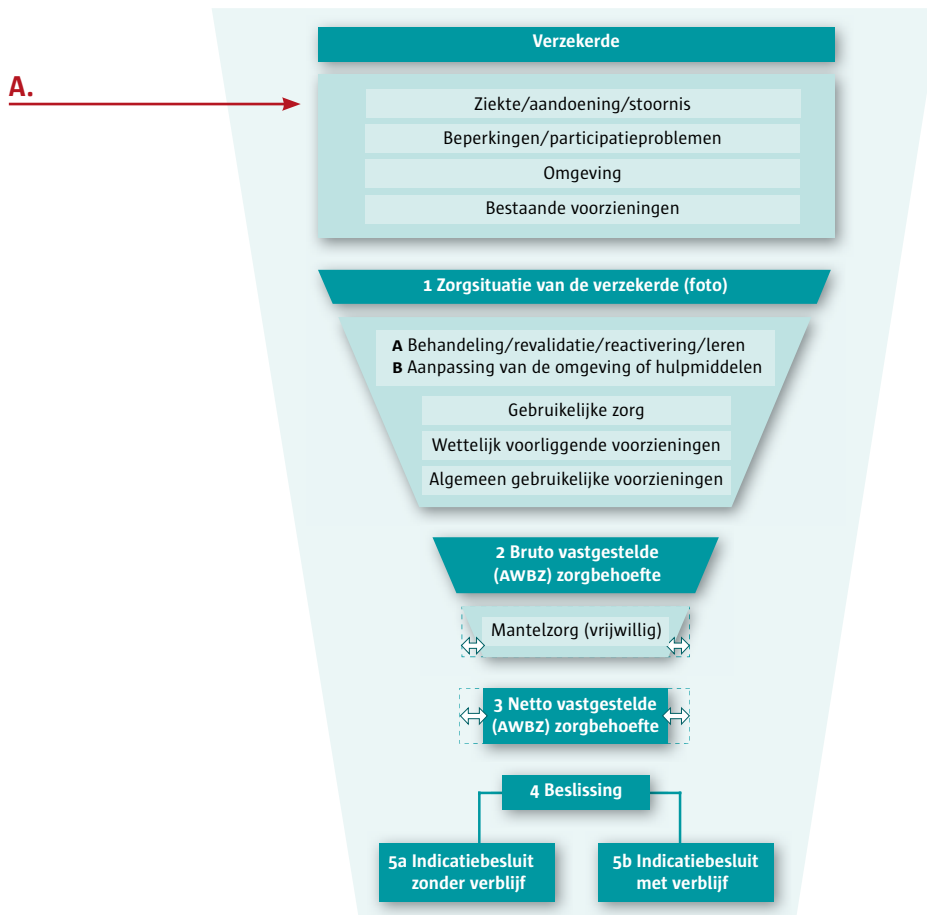 Verzekerde
A.
Ziekte/aandoening/stoornis
Beperkingen/participatieproblemen
Omgeving
Bestaande voorzieningen
1 Zorgsituatie van de verzekerde (foto)
A Behandeling/revalidatie/reactivering/leren
B Aanpassing van de omgeving of hulpmiddelen
Gebruikelijke zorg
Wettelijk voorliggende voorzieningen
Algemeen gebruikelijke voorzieningen
2 Bruto vastgestelde
(AWBZ) zorgbehoefte
Mantelzorg (vrijwillig)
3 Netto vastgestelde
(AWBZ) zorgbehoefte
4 Beslissing
5a Indicatiebesluit
zonder verblijf
5b Indicatiebesluit
met verblijf